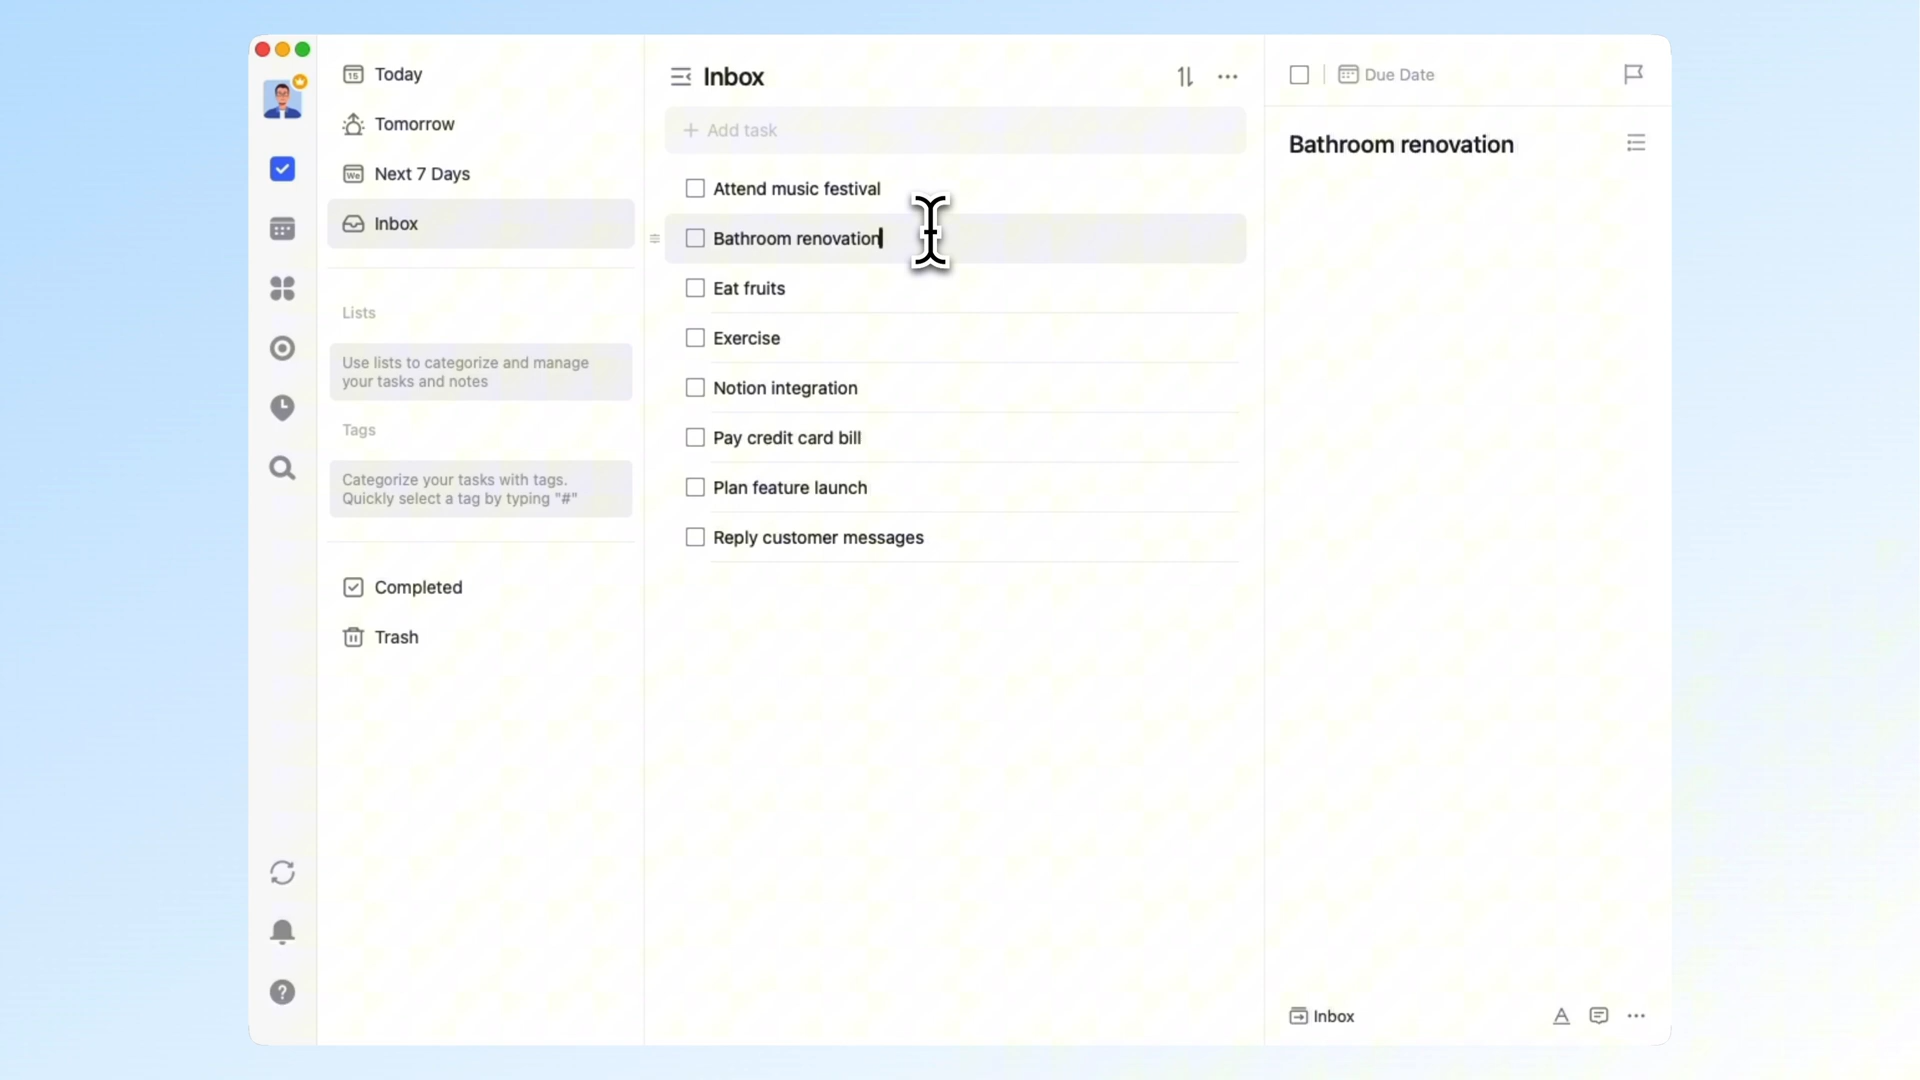 Today
Tomorrow
Next 7 Days
Inbox
Lists
Use lists to categorize and manage
your tasks and notes
Tags
Categorize your tasks with tags.
Quickly select a tag by typing "#"
Completed
Trash
Inbox
+ Add task
Attend music festival
Bathroom renovation
Eat fruits
Exercise
Notion integration
Pay credit card bill
Plan feature launch
Reply customer messages
Due Date
Bathroom renovation
Inbox